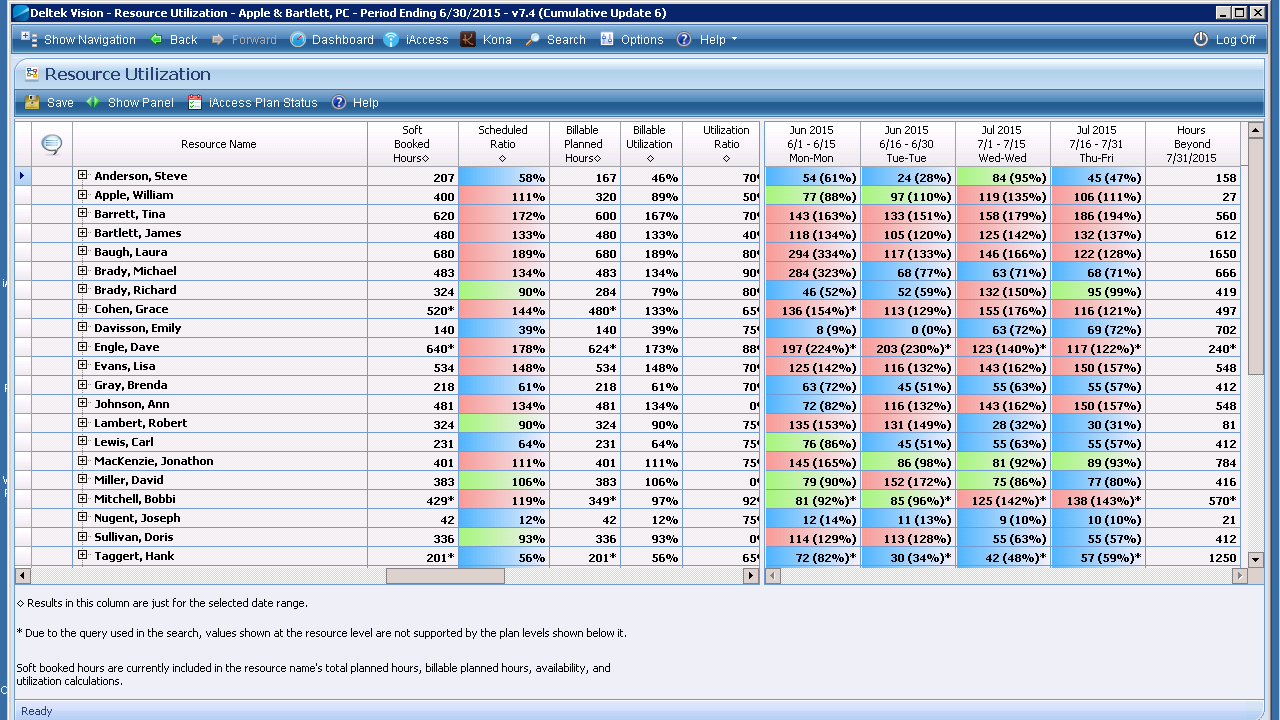 Deltek Vision - Resource Utilization - Apple & Bartlett, PC - Period Ending 6/30/2015 - v7.4 (Cumulative Update 6)
Show Navigation Back Forward Dashboard iAccess Kona Search Options Help Log Off
Resource Utilization
Save Show Panel iAccess Plan Status Help
Resource Name Soft Booked Hours◇ Scheduled Ratio ◇ Billable Planned Hours◇ Billable Utilization ◇ Utilization Ratio ◇ Jun 2015 6/1 - 6/15 Mon-Mon Jun 2015 6/16 - 6/30 Tue-Tue Jul 2015 7/1 - 7/15 Wed-Wed Jul 2015 7/16 - 7/31 Thu-Fri Hours Beyond 7/31/2015
Anderson, Steve 207 58% 167 46% 70 54 (61%) 24 (28%) 84 (95%) 45 (47%) 158
Apple, William 400 111% 320 89% 50 77 (88%) 97 (110%) 119 (135%) 106 (111%) 27
Barrett, Tina 620 172% 600 167% 70 143 (163%) 133 (151%) 158 (179%) 186 (194%) 560
Bartlett, James 480 133% 480 133% 40 118 (134%) 105 (120%) 125 (142%) 132 (137%) 612
Baugh, Laura 680 189% 680 189% 80 294 (334%) 117 (133%) 146 (166%) 122 (128%) 1650
Brady, Michael 483 134% 483 134% 90 284 (323%) 68 (77%) 63 (71%) 68 (71%) 666
Brady, Richard 324 90% 284 79% 80 46 (52%) 52 (59%) 132 (150%) 95 (99%) 419
Cohen, Grace 520* 144% 480* 133% 65 136 (154%)* 113 (129%) 155 (176%) 116 (121%) 497
Davisson, Emily 140 39% 140 39% 75 8 (9%) 0 (0%) 63 (72%) 69 (72%) 702
Engle, Dave 640* 178% 624* 173% 88 197 (224%)* 203 (230%)* 123 (140%)* 117 (122%)* 240*
Evans, Lisa 534 148% 534 148% 70 125 (142%) 116 (132%) 143 (162%) 150 (157%) 548
Gray, Brenda 218 61% 218 61% 70 63 (72%) 45 (51%) 55 (63%) 55 (57%) 412
Johnson, Ann 481 134% 481 134% 0 72 (82%) 116 (132%) 143 (162%) 150 (157%) 548
Lambert, Robert 324 90% 324 90% 75 135 (153%) 131 (149%) 28 (32%) 30 (31%) 81
Lewis, Carl 231 64% 231 64% 75 76 (86%) 45 (51%) 55 (63%) 55 (57%) 412
MacKenzie, Jonathon 401 111% 401 111% 75 145 (165%) 86 (98%) 81 (92%) 89 (93%) 784
Miller, David 383 106% 383 106% 0 79 (90%) 152 (172%) 75 (86%) 77 (80%) 416
Mitchell, Bobbi 429* 119% 349* 97% 92 81 (92%)* 85 (96%)* 125 (142%)* 138 (143%)* 570*
Nugent, Joseph 42 12% 42 12% 75 12 (14%) 11 (13%) 9 (10%) 10 (10%) 21
Sullivan, Doris 336 93% 336 93% 0 114 (129%) 113 (128%) 55 (63%) 55 (57%) 412
Taggert, Hank 201* 56% 201* 56% 65 72 (82%)* 30 (34%)* 42 (48%)* 57 (59%)* 1250
◇ Results in this column are just for the selected date range.
* Due to the query used in the search, values shown at the resource level are not supported by the plan levels shown below it.
Soft booked hours are currently included in the resource name's total planned hours, billable planned hours, availability, and
utilization calculations.
Ready